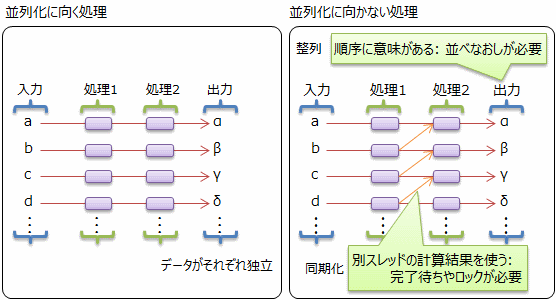 並列化に向く処理
入力 処理1 処理2 出力
a α
b β
c γ
d δ
データがそれぞれ独立
並列化に向かない処理
整列
順序に意味がある: 並べなおしが必要
入力 処理1 処理2 出力
a α
b β
c γ
d δ
同期化
別スレッドの計算結果を使う:
完了待ちやロックが必要